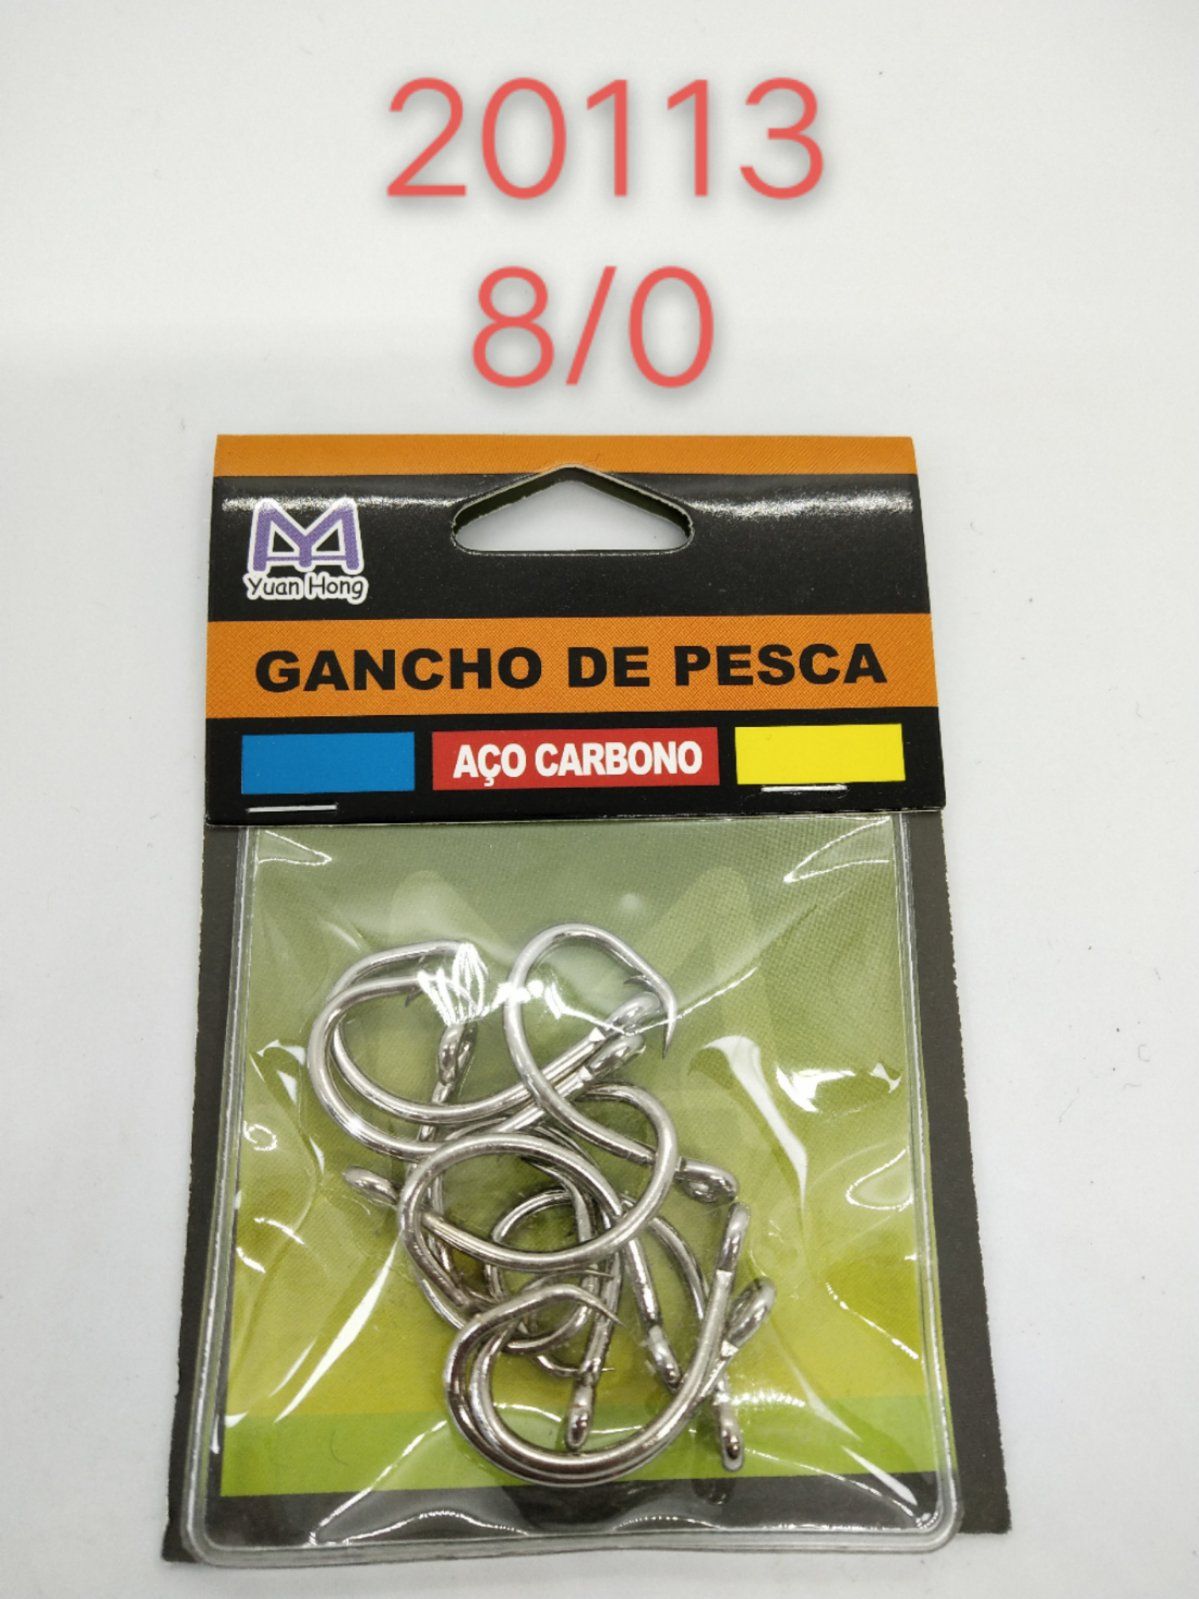 20113
8/0
Yuan Hong
GANCHO DE PESCA
AÇO CARBONO